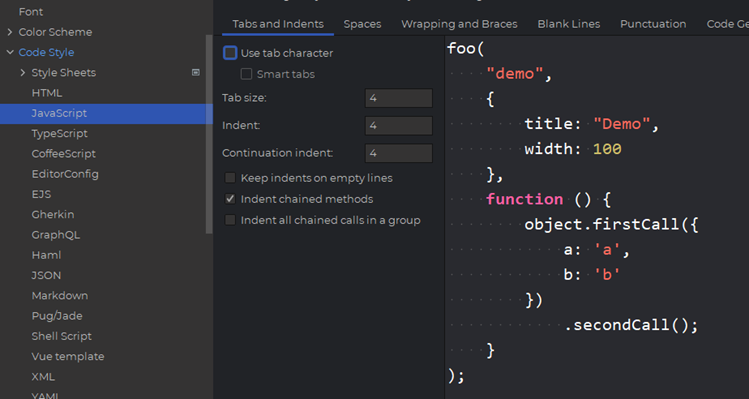 Font
Color Scheme
Code Style
Style Sheets
HTML
JavaScript
TypeScript
CoffeeScript
EditorConfig
EJS
Gherkin
GraphQL
Haml
JSON
Markdown
Pug/Jade
Shell Script
Vue template
XML
YAML
Tabs and Indents Spaces Wrapping and Braces Blank Lines Punctuation Code Ge
Use tab character
Smart tabs
Tab size: 4
Indent: 4
Continuation indent: 4
Keep indents on empty lines
Indent chained methods
Indent all chained calls in a group
foo(
    "demo",
    {
        title: "Demo",
        width: 100
    },
    function () {
        object.firstCall({
            a: 'a',
            b: 'b'
        })
            .secondCall();
    }
);